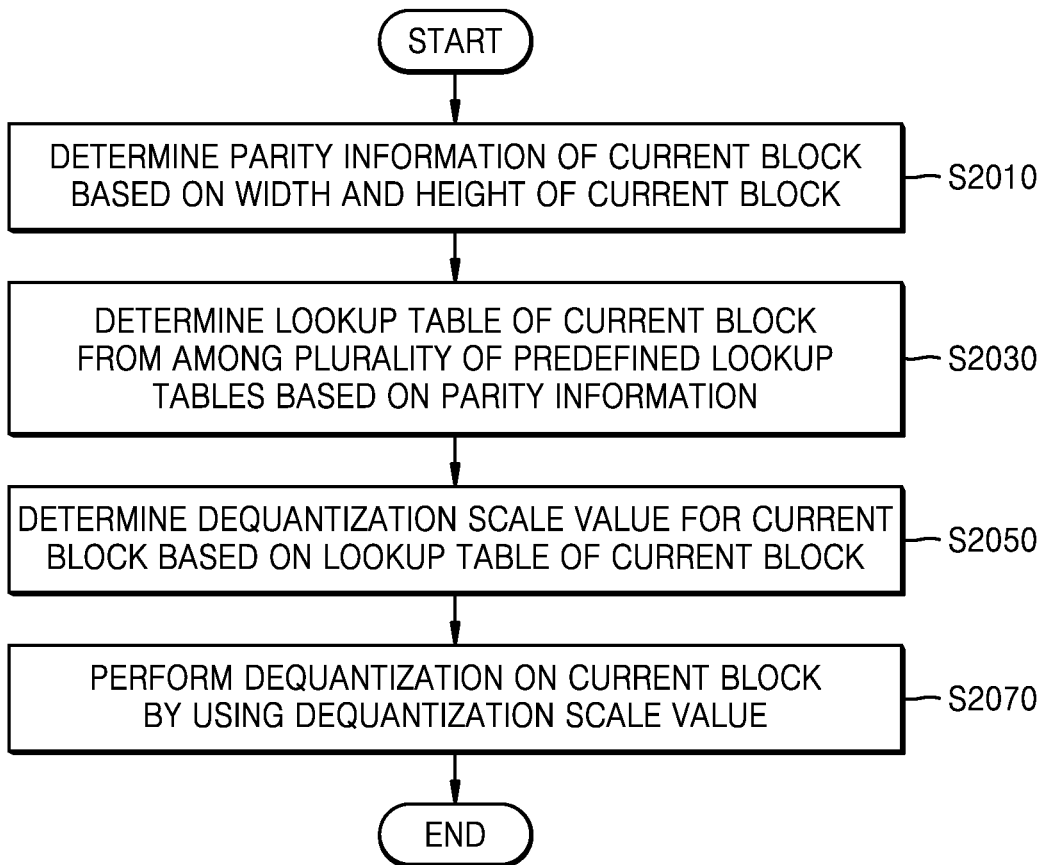 START
DETERMINE PARITY INFORMATION OF CURRENT BLOCK
BASED ON WIDTH AND HEIGHT OF CURRENT BLOCK
S2010
DETERMINE LOOKUP TABLE OF CURRENT BLOCK
FROM AMONG PLURALITY OF PREDEFINED LOOKUP
TABLES BASED ON PARITY INFORMATION
S2030
DETERMINE DEQUANTIZATION SCALE VALUE FOR CURRENT
BLOCK BASED ON LOOKUP TABLE OF CURRENT BLOCK
S2050
PERFORM DEQUANTIZATION ON CURRENT BLOCK
BY USING DEQUANTIZATION SCALE VALUE
S2070
END